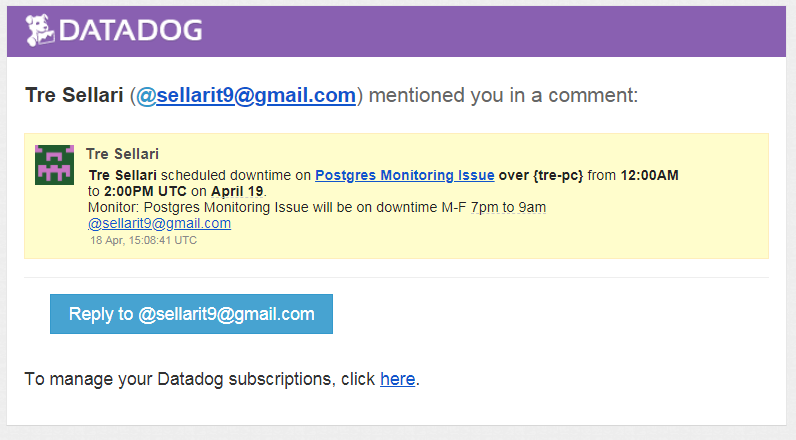 DATADOG
Tre Sellari (@sellarit9@gmail.com) mentioned you in a comment:
Tre Sellari
Tre Sellari scheduled downtime on Postgres Monitoring Issue over {tre-pc} from 12:00AM
to 2:00PM UTC on April 19.
Monitor: Postgres Monitoring Issue will be on downtime M-F 7pm to 9am
@sellarit9@gmail.com
18 Apr, 15:08:41 UTC
Reply to @sellarit9@gmail.com
To manage your Datadog subscriptions, click here.